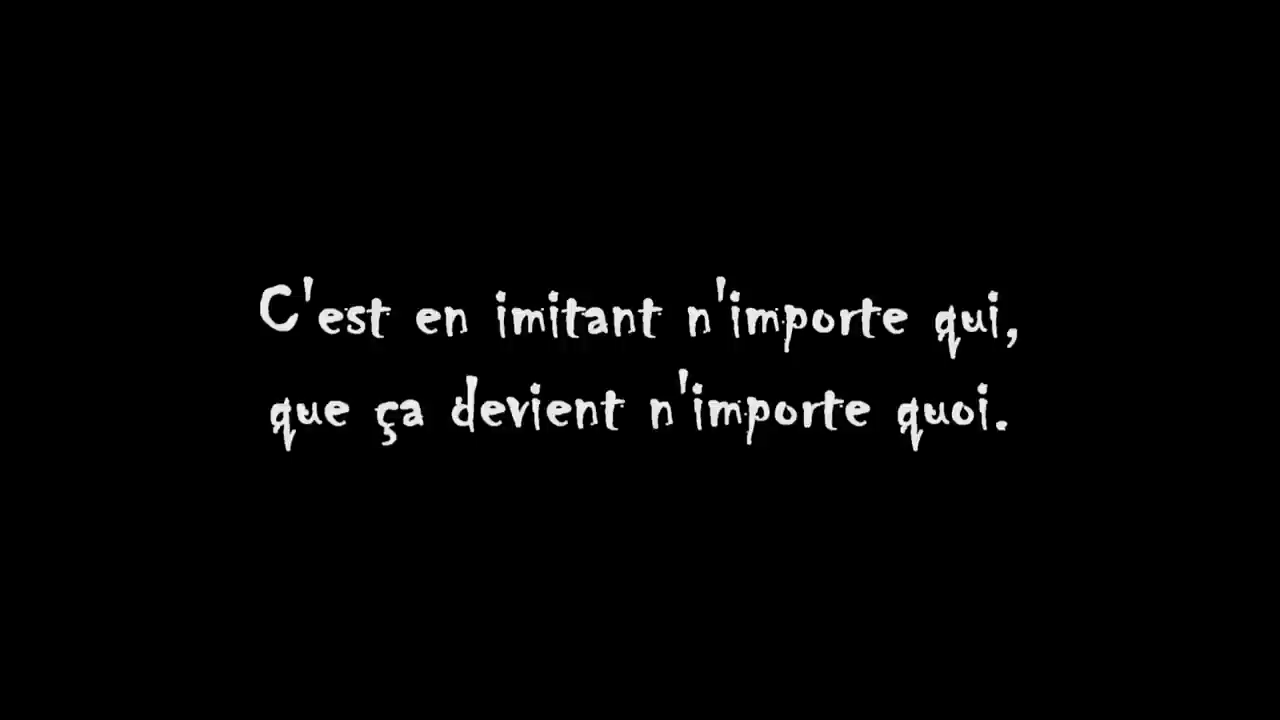 C'est en imitant n'importe qui,
que ça devient n'importe quoi.